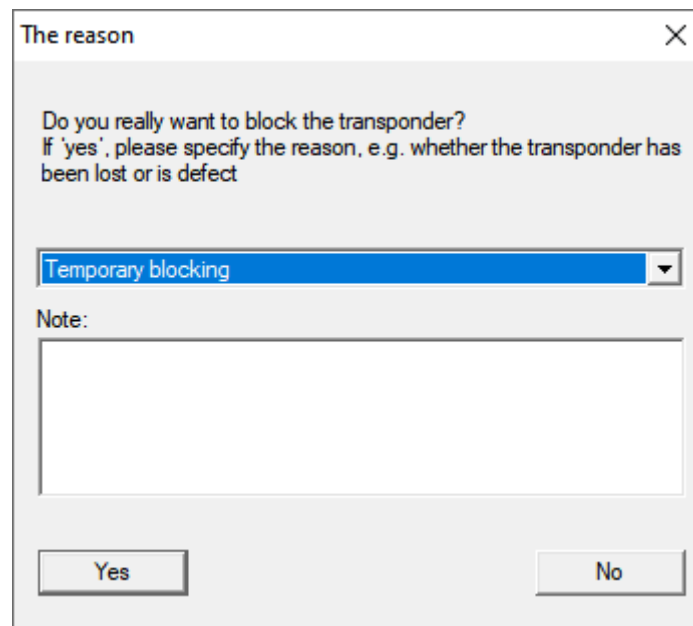 The reason
Do you really want to block the transponder?
If 'yes', please specify the reason, e.g. whether the transponder has
been lost or is defect
Temporary blocking
Note:
Yes
No